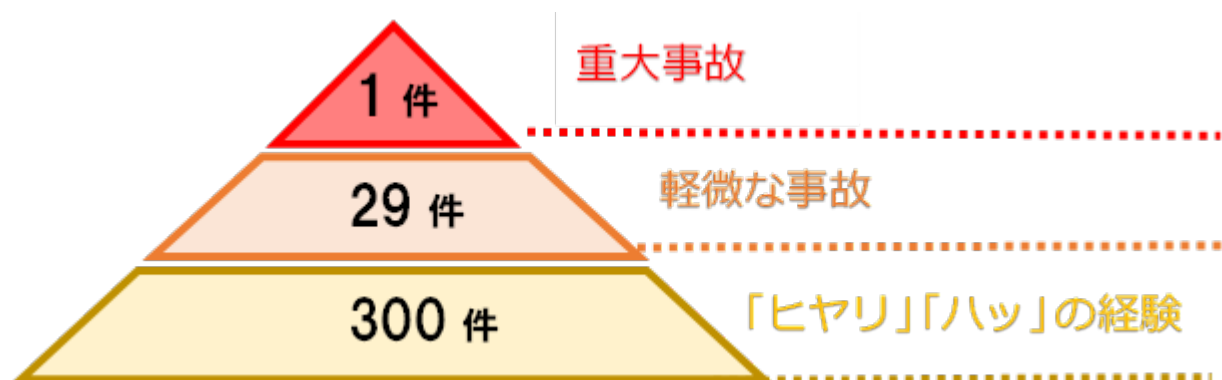 1 件
重大事故
29 件
軽微な事故
300 件
「ヒヤリ」「ハッ」の経験